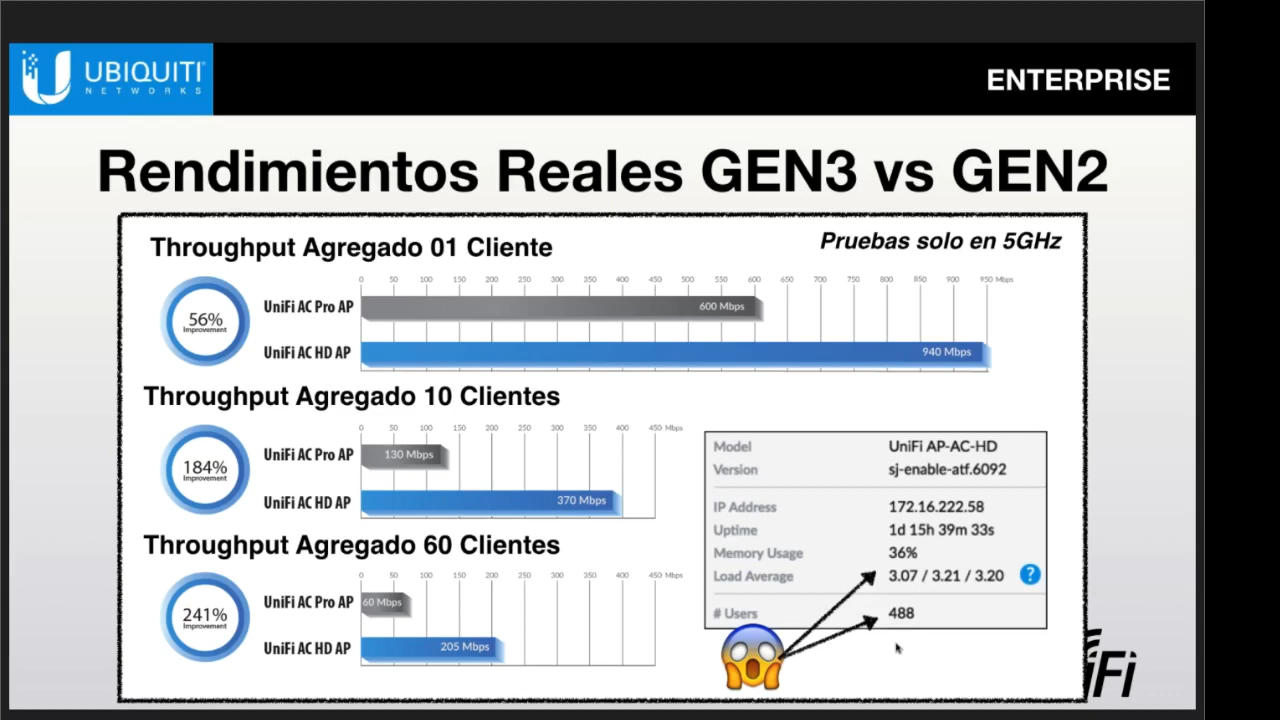 UBIQUITI
NETWORKS
ENTERPRISE
Rendimientos Reales GEN3 vs GEN2
Throughput Agregado 01 Cliente
Pruebas solo en 5GHz
0 50 100 150 200 250 300 350 400 450 500 550 600 650 700 750 800 850 900 950 Mbps
56%
Improvement
UniFi AC Pro AP
600 Mbps
UniFi AC HD AP
940 Mbps
Throughput Agregado 10 Clientes
0 50 100 150 200 250 300 350 400 450 Mbps
184%
Improvement
UniFi AC Pro AP
130 Mbps
UniFi AC HD AP
370 Mbps
Throughput Agregado 60 Clientes
0 50 100 150 200 250 300 350 400 450 Mbps
241%
Improvement
UniFi AC Pro AP
60 Mbps
UniFi AC HD AP
205 Mbps
Model UniFi AP-AC-HD
Version sj-enable-atf.6092
IP Address 172.16.222.58
Uptime 1d 15h 39m 33s
Memory Usage 36%
Load Average 3.07 / 3.21 / 3.20 ?
# Users 488
iFi